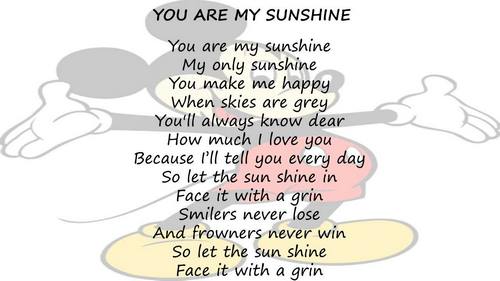 YOU ARE MY SUNSHINE
You are my sunshine
My only sunshine
You make me happy
When skies are grey
You'll always know dear
How much I love you
Because I'll tell you every day
So let the sun shine in
Face it with a grin
Smilers never lose
And frowners never win
So let the sun shine
Face it with a grin